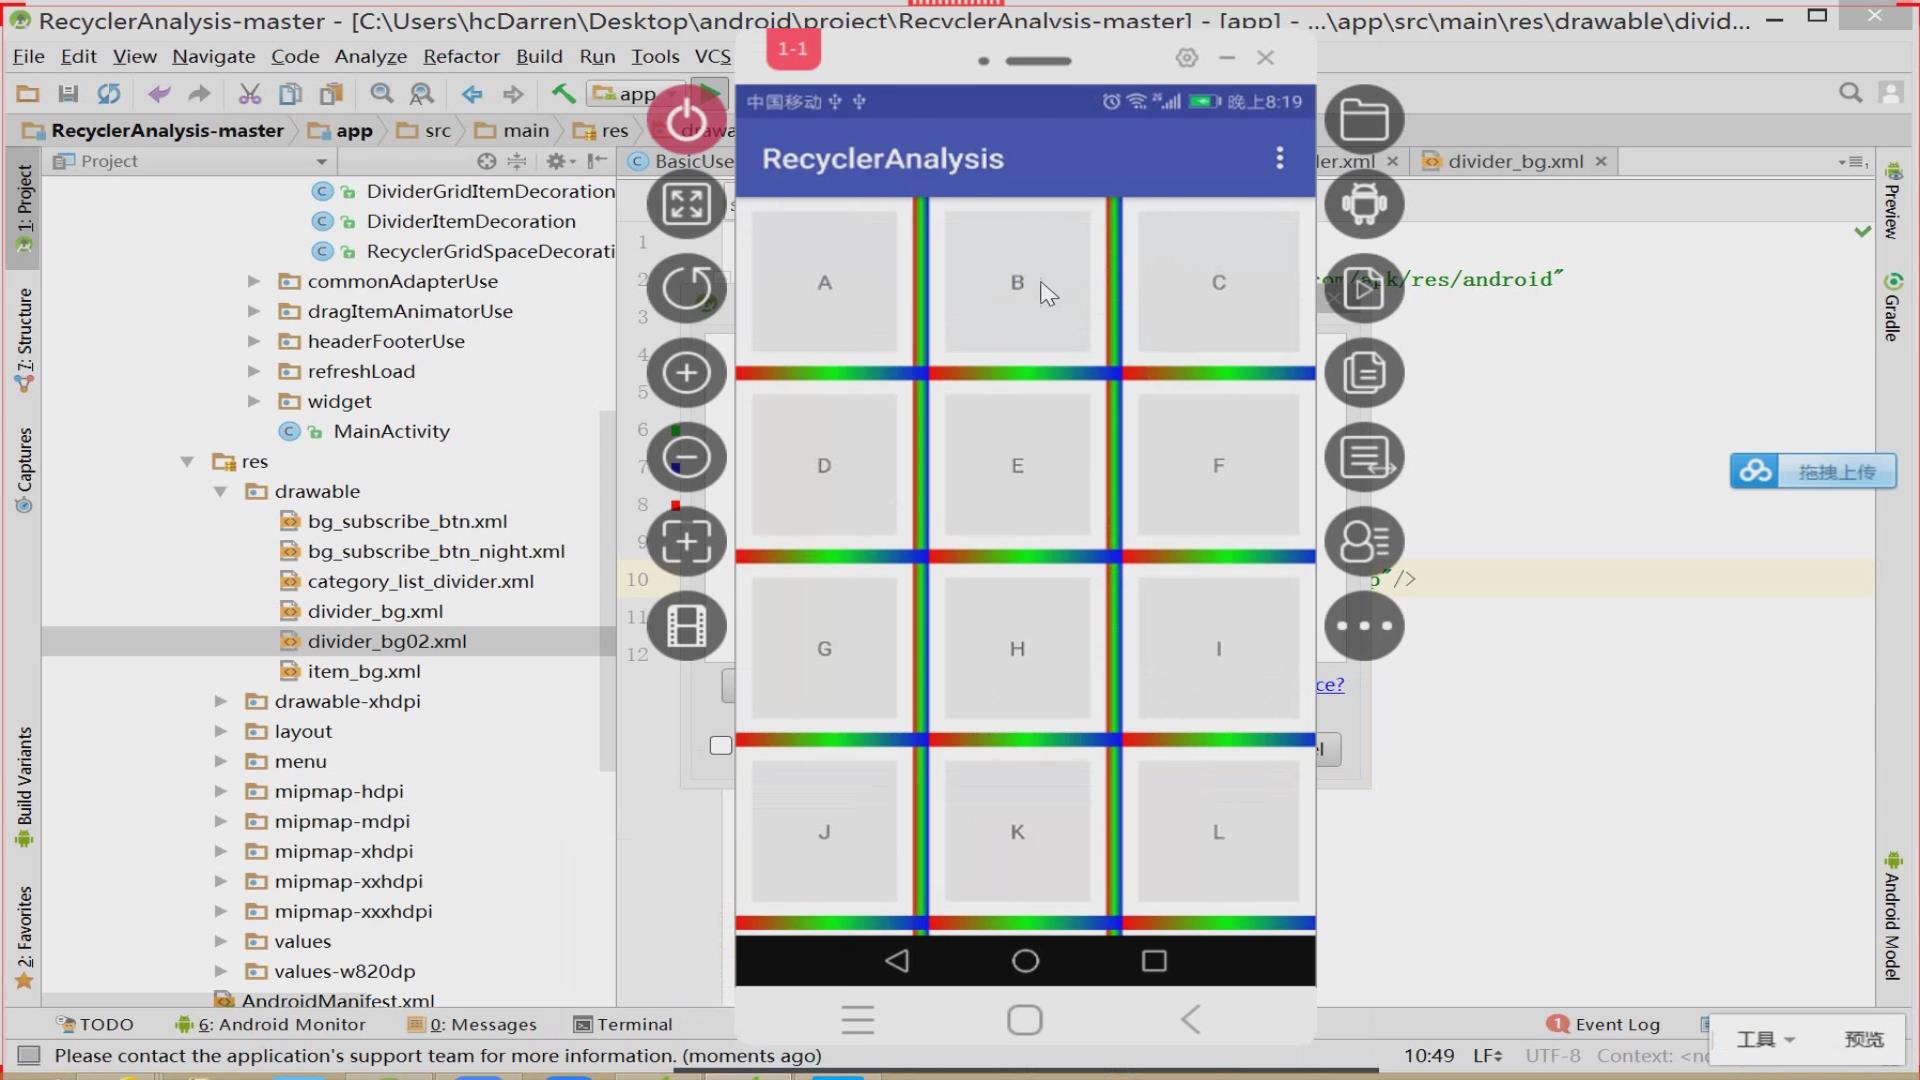 RecyclerAnalysis-master - [C:\Users\hcDarren\Desktop\android\project\RecyclerAnalysis-master] - [app] - ...\app\src\main\res\drawable\divid...
File Edit View Navigate Code Analyze Refactor Build Run Tools VCS
app
RecyclerAnalysis-master app src main res drawa
Project
BasicUse
er.xml
divider_bg.xml
1: Project
7: Structure
Captures
Build Variants
2: Favorites
DividerGridItemDecoration
DividerItemDecoration
RecyclerGridSpaceDecorati
commonAdapterUse
dragItemAnimatorUse
headerFooterUse
refreshLoad
widget
MainActivity
res
drawable
bg_subscribe_btn.xml
bg_subscribe_btn_night.xml
category_list_divider.xml
divider_bg.xml
divider_bg02.xml
item_bg.xml
drawable-xhdpi
layout
menu
mipmap-hdpi
mipmap-mdpi
mipmap-xhdpi
mipmap-xxhdpi
mipmap-xxxhdpi
values
values-w820dp
AndroidManifest.xml
1
2
3
4
5
6
7
8
9
10
11
12
/res/android"
"/>
ce?
1-1
中国移动 晚上8:19
RecyclerAnalysis
A B C
D E F
G H I
J K L
Preview
Gradle
Android Model
拖拽上传
TODO 6: Android Monitor 0: Messages Terminal
1 Event Log
工具 预览
Please contact the application's support team for more information. (moments ago)
10:49 LF UTF-8 Context: